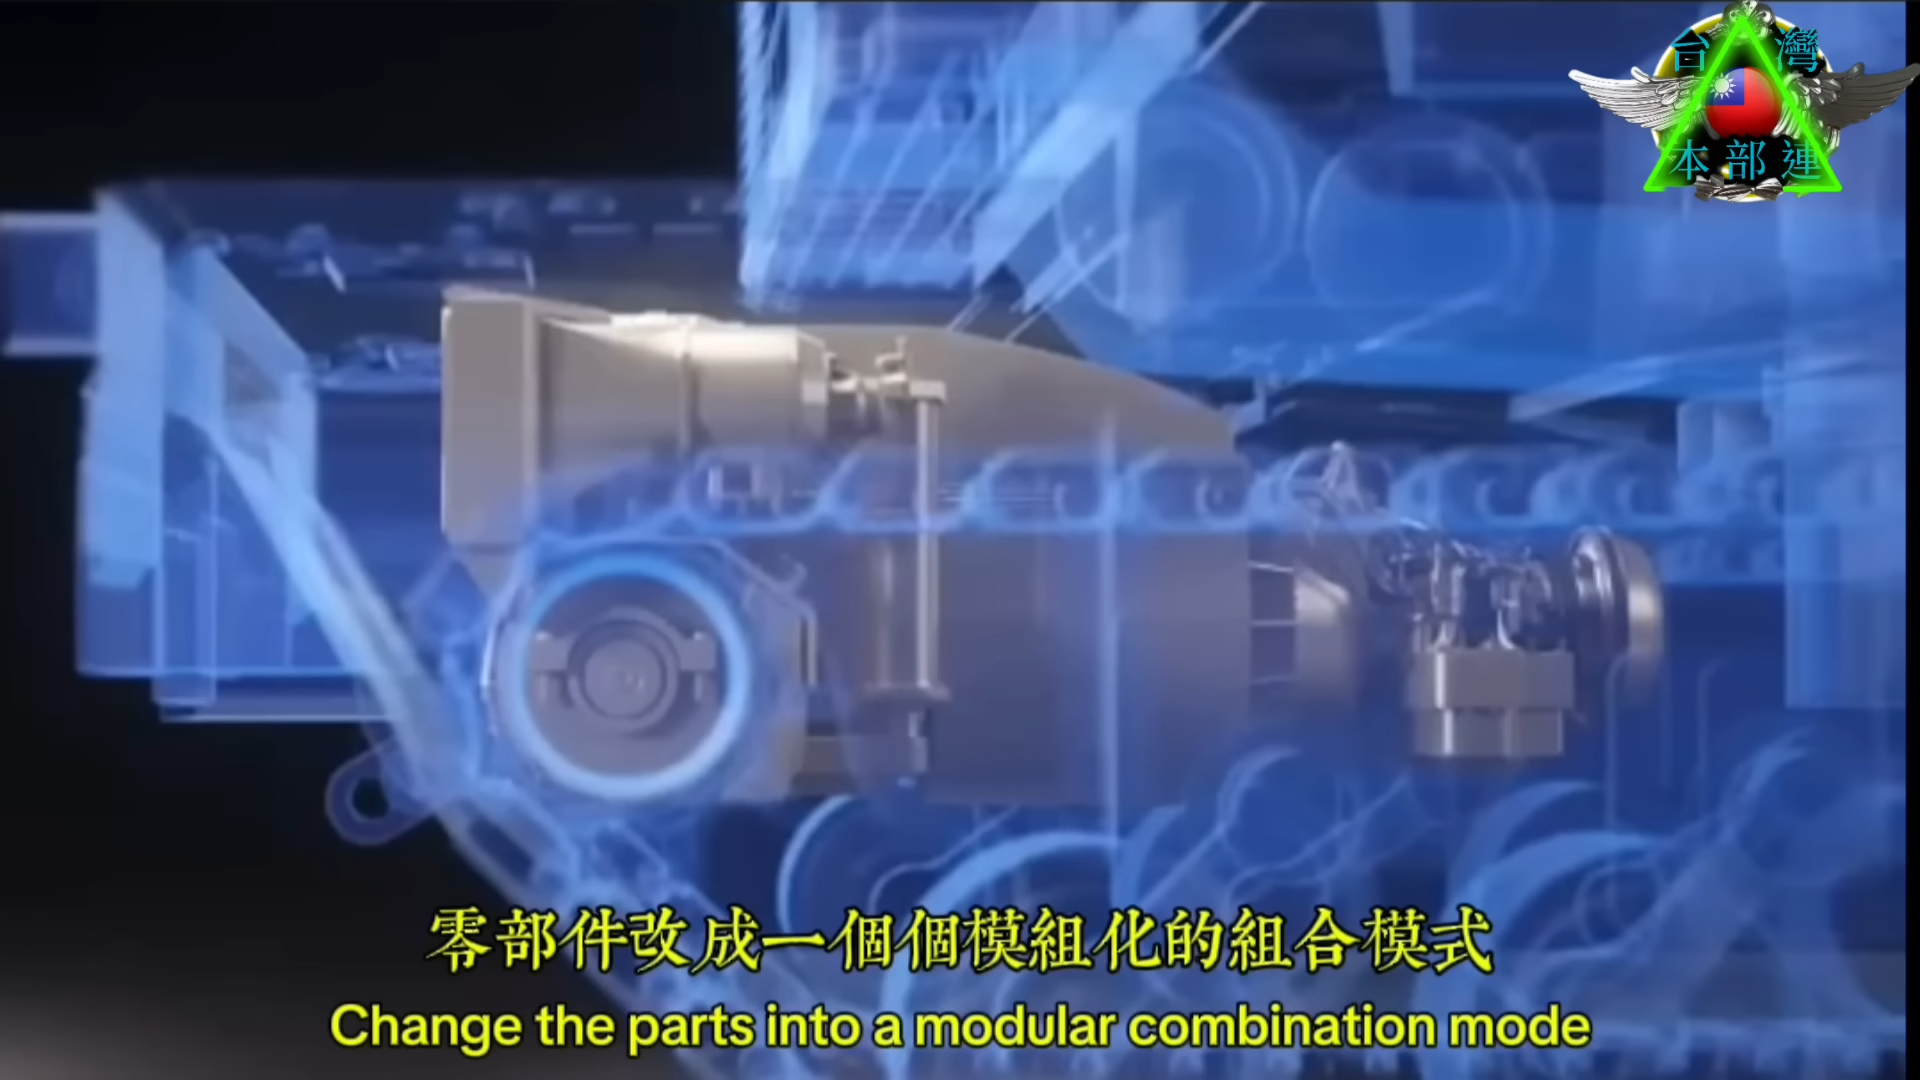 台灣
本部連
零部件改成一個個模組化的組合模式
Change the parts into a modular combination mode